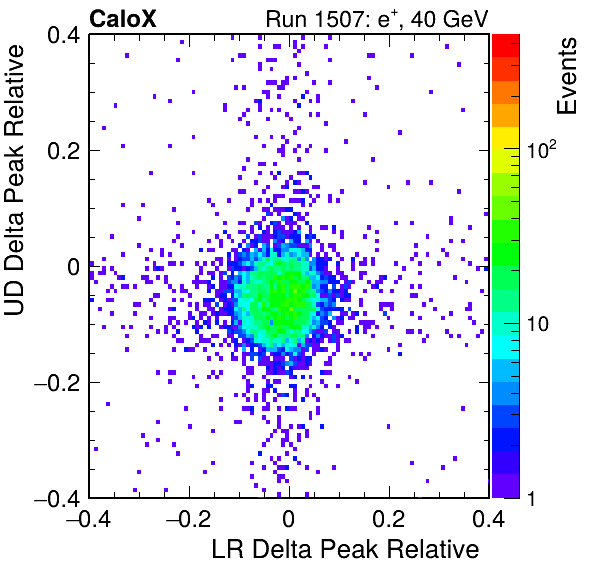 CaloX Run 1507: e⁺, 40 GeV
Events
UD Delta Peak Relative
0.4
0.2
0
−0.2
−0.4
10²
10
1
−0.4 −0.2 0 0.2 0.4
LR Delta Peak Relative